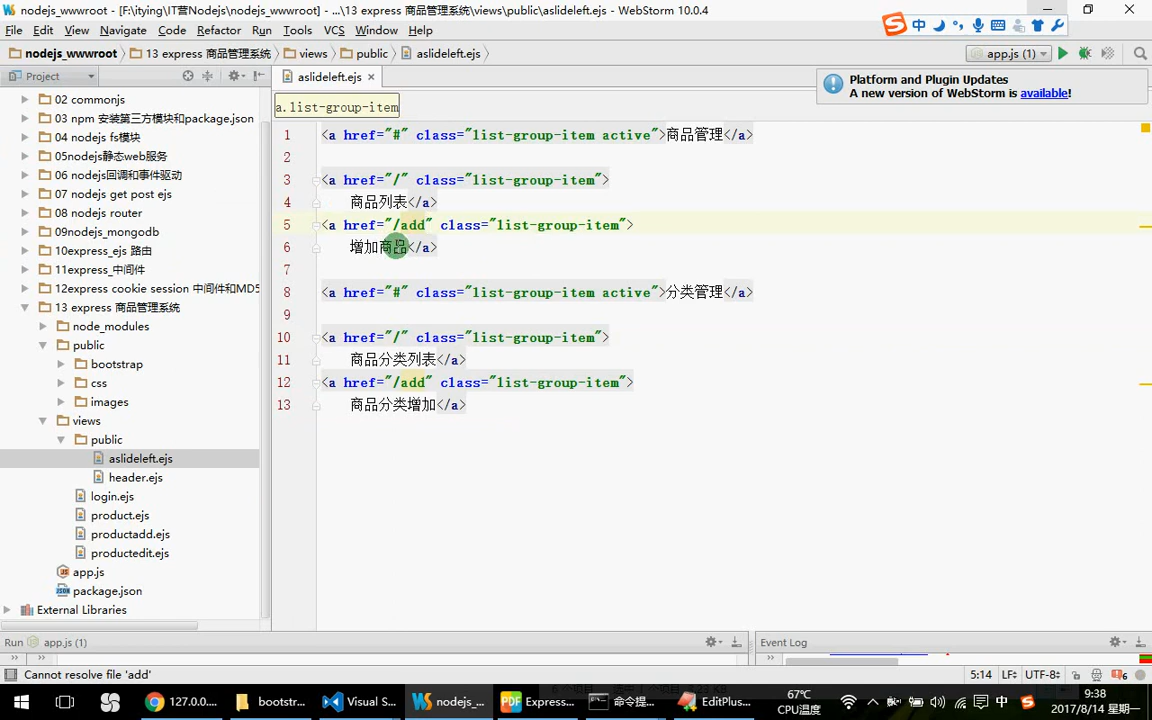 nodejs_wwwroot - [F:\itying\IT营Nodejs\nodejs_wwwroot] - ...\13 express 商品管理系统\views\public\aslideleft.ejs - WebStorm 10.0.4
File Edit View Navigate Code Refactor Run Tools VCS Window Help
中
nodejs_wwwroot 13 express 商品管理系统 views public aslideleft.ejs
app.js (1)
Project
aslideleft.ejs
Platform and Plugin Updates
A new version of WebStorm is available!
a.list-group-item
02 commonjs
03 npm 安装第三方模块和package.json
04 nodejs fs模块
05nodejs静态web服务
06 nodejs回调和事件驱动
07 nodejs get post ejs
08 nodejs router
09nodejs_mongodb
10express_ejs 路由
11express_中间件
12express cookie session 中间件和MD5
13 express 商品管理系统
node_modules
public
bootstrap
css
images
views
public
aslideleft.ejs
header.ejs
login.ejs
product.ejs
productadd.ejs
productedit.ejs
app.js
package.json
External Libraries
1 <a href="#" class="list-group-item active">商品管理</a>
2
3 <a href="/" class="list-group-item">
4 商品列表</a>
5 <a href="/add" class="list-group-item">
6 增加商品</a>
7
8 <a href="#" class="list-group-item active">分类管理</a>
9
10 <a href="/" class="list-group-item">
11 商品分类列表</a>
12 <a href="/add" class="list-group-item">
13 商品分类增加</a>
Run app.js (1)
Event Log
Cannot resolve file 'add'
5:14 LF UTF-8 6
127.0.0.... bootstr... Visual S... nodejs_... Express... 命令提... EditPlus...
67℃
CPU温度
中
9:38
2017/8/14 星期一